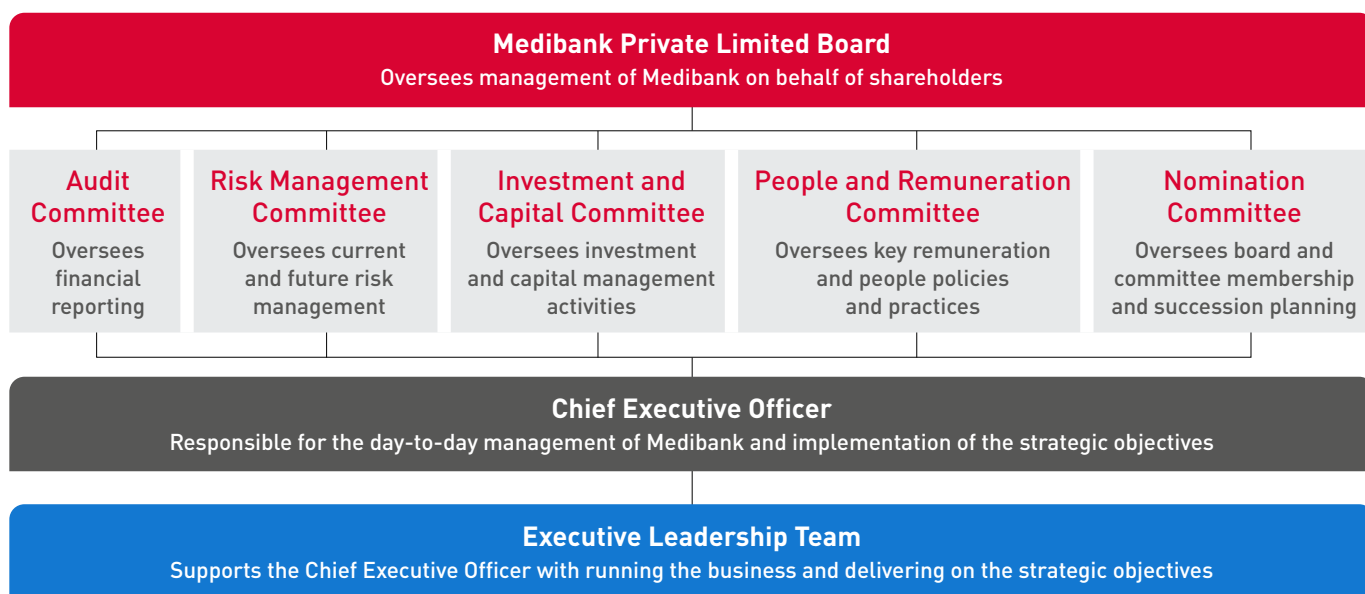 Medibank Private Limited Board
Oversees management of Medibank on behalf of shareholders
Audit
Committee
Oversees
financial
reporting
Risk Management
Committee
Oversees current
and future risk
management
Investment and
Capital Committee
Oversees investment
and capital management
activities
People and Remuneration
Committee
Oversees key remuneration
and people policies
and practices
Nomination
Committee
Oversees board and
committee membership
and succession planning
Chief Executive Officer
Responsible for the day-to-day management of Medibank and implementation of the strategic objectives
Executive Leadership Team
Supports the Chief Executive Officer with running the business and delivering on the strategic objectives